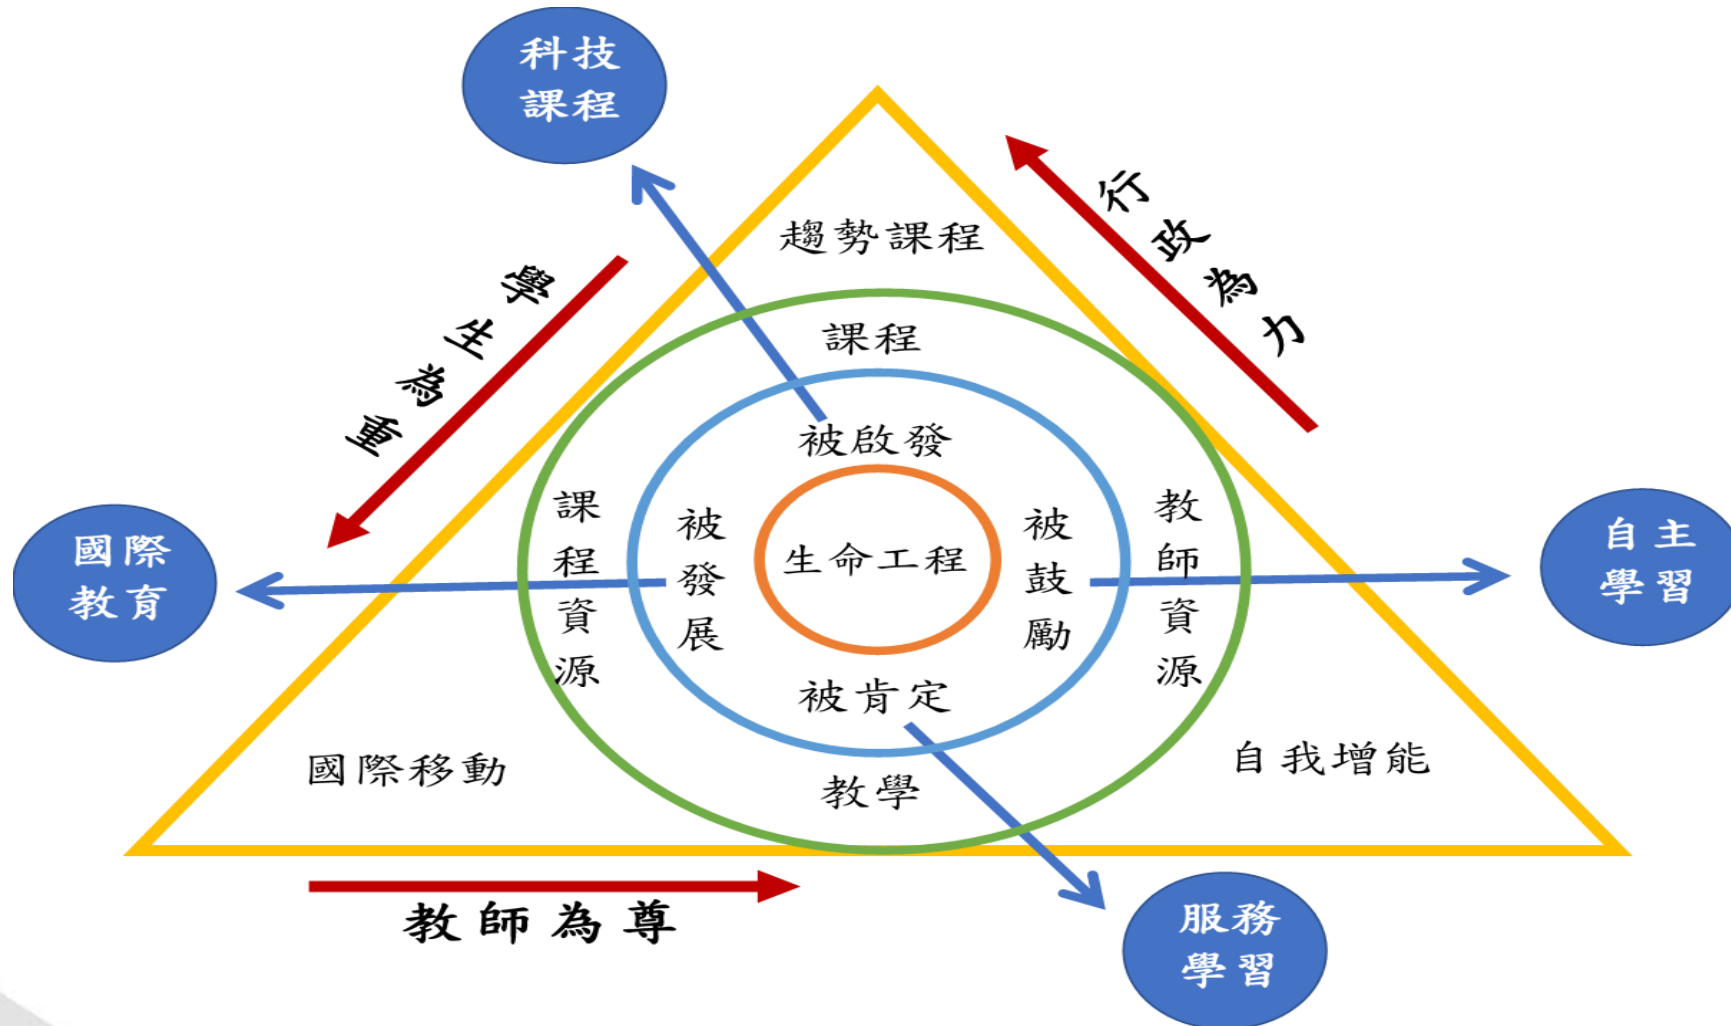 科技
課程
行政為力
趨勢課程
學生為重
課程
被啟發
課程資源
被發展
生命工程
被鼓勵
教師資源
國際
教育
自主
學習
被肯定
國際移動
教學
自我增能
教師為尊
服務
學習